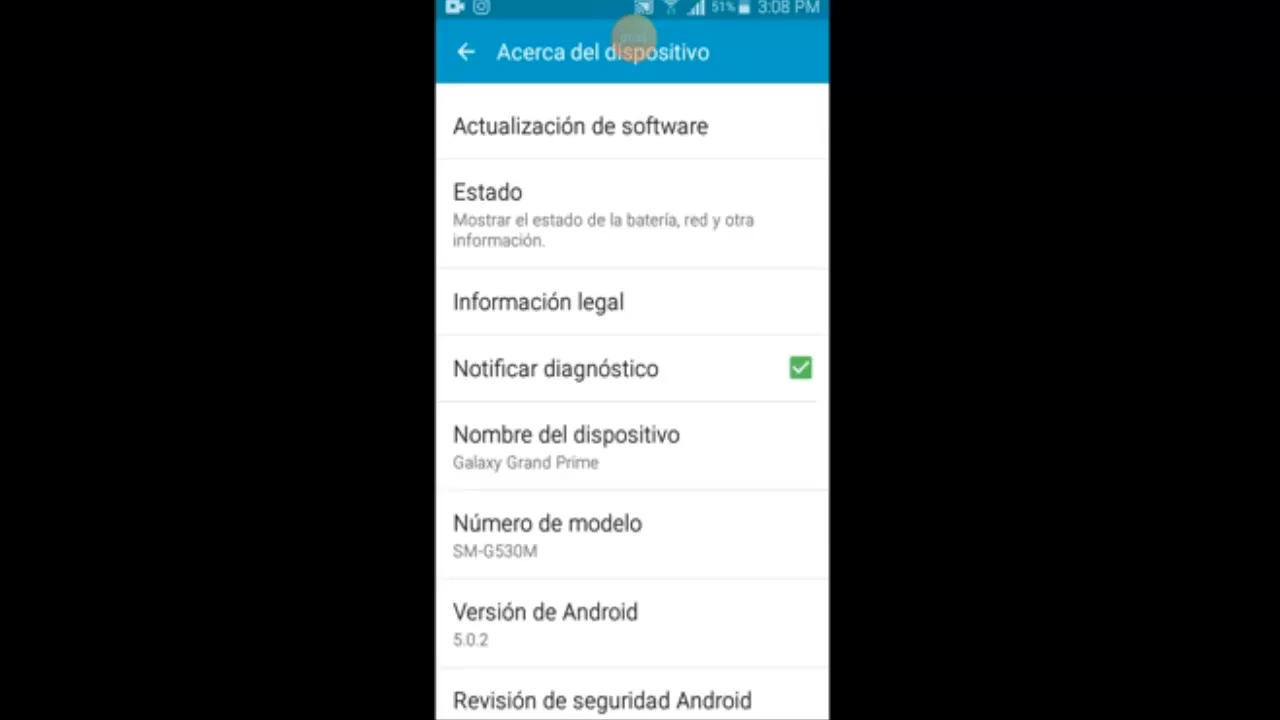 51% 3:08 PM
Acerca del dispositivo
Actualización de software
Estado
Mostrar el estado de la batería, red y otra
información.
Información legal
Notificar diagnóstico
Nombre del dispositivo
Galaxy Grand Prime
Número de modelo
SM-G530M
Versión de Android
5.0.2
Revisión de seguridad Android